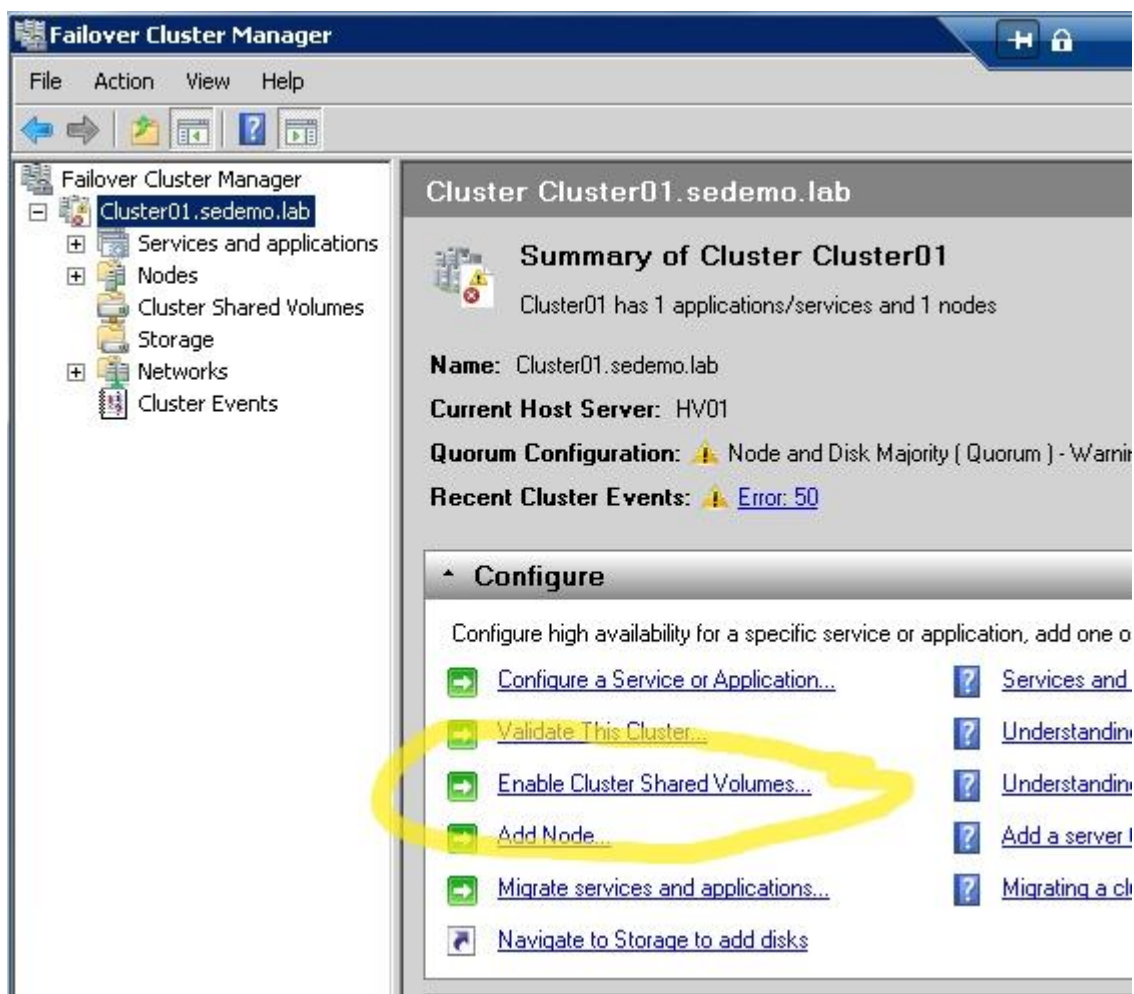 Failover Cluster Manager
File Action View Help
Failover Cluster Manager
Cluster01.sedemo.lab
Services and applications
Nodes
Cluster Shared Volumes
Storage
Networks
Cluster Events
Cluster Cluster01.sedemo.lab
Summary of Cluster Cluster01
Cluster01 has 1 applications/services and 1 nodes
Name: Cluster01.sedemo.lab
Current Host Server: HV01
Quorum Configuration: Node and Disk Majority ( Quorum ) - Warnin
Recent Cluster Events: Error: 50
Configure
Configure high availability for a specific service or application, add one o
Configure a Service or Application...
Services and
Validate This Cluster...
Understanding
Enable Cluster Shared Volumes...
Understanding
Add Node...
Add a server
Migrate services and applications...
Migrating a clu
Navigate to Storage to add disks